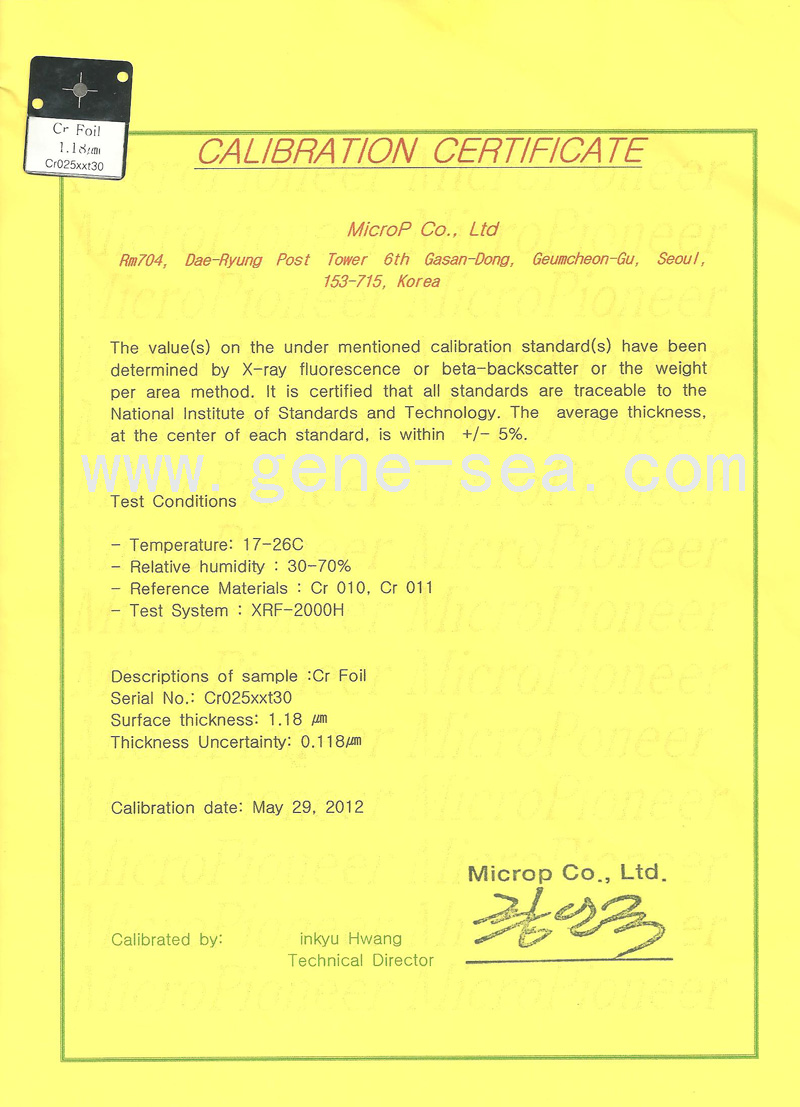 Cr Foil
1.18㎛
Cr025xxt30
CALIBRATION CERTIFICATE
MicroP Co., Ltd
Rm704, Dae-Ryung Post Tower 6th Gasan-Dong, Geumcheon-Gu, Seoul,
153-715, Korea
The value(s) on the under mentioned calibration standard(s) have been
determined by X-ray fluorescence or beta-backscatter or the weight
per area method. It is certified that all standards are traceable to the
National Institute of Standards and Technology. The average thickness,
at the center of each standard, is within +/- 5%.
www.gene-sea.com
Test Conditions
- Temperature: 17-26C
- Relative humidity : 30-70%
- Reference Materials : Cr 010, Cr 011
- Test System : XRF-2000H
Descriptions of sample :Cr Foil
Serial No.: Cr025xxt30
Surface thickness: 1.18 ㎛
Thickness Uncertainty: 0.118㎛
Calibration date: May 29, 2012
Microp Co., Ltd.
Calibrated by: inkyu Hwang
Technical Director
MicroPioneer MicroPioneer